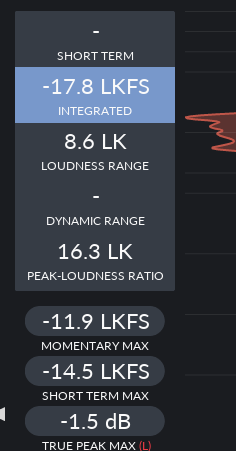 -
SHORT TERM
-17.8 LKFS
INTEGRATED
8.6 LK
LOUDNESS RANGE
-
DYNAMIC RANGE
16.3 LK
PEAK-LOUDNESS RATIO
-11.9 LKFS
MOMENTARY MAX
-14.5 LKFS
SHORT TERM MAX
-1.5 dB
TRUE PEAK MAX (L)